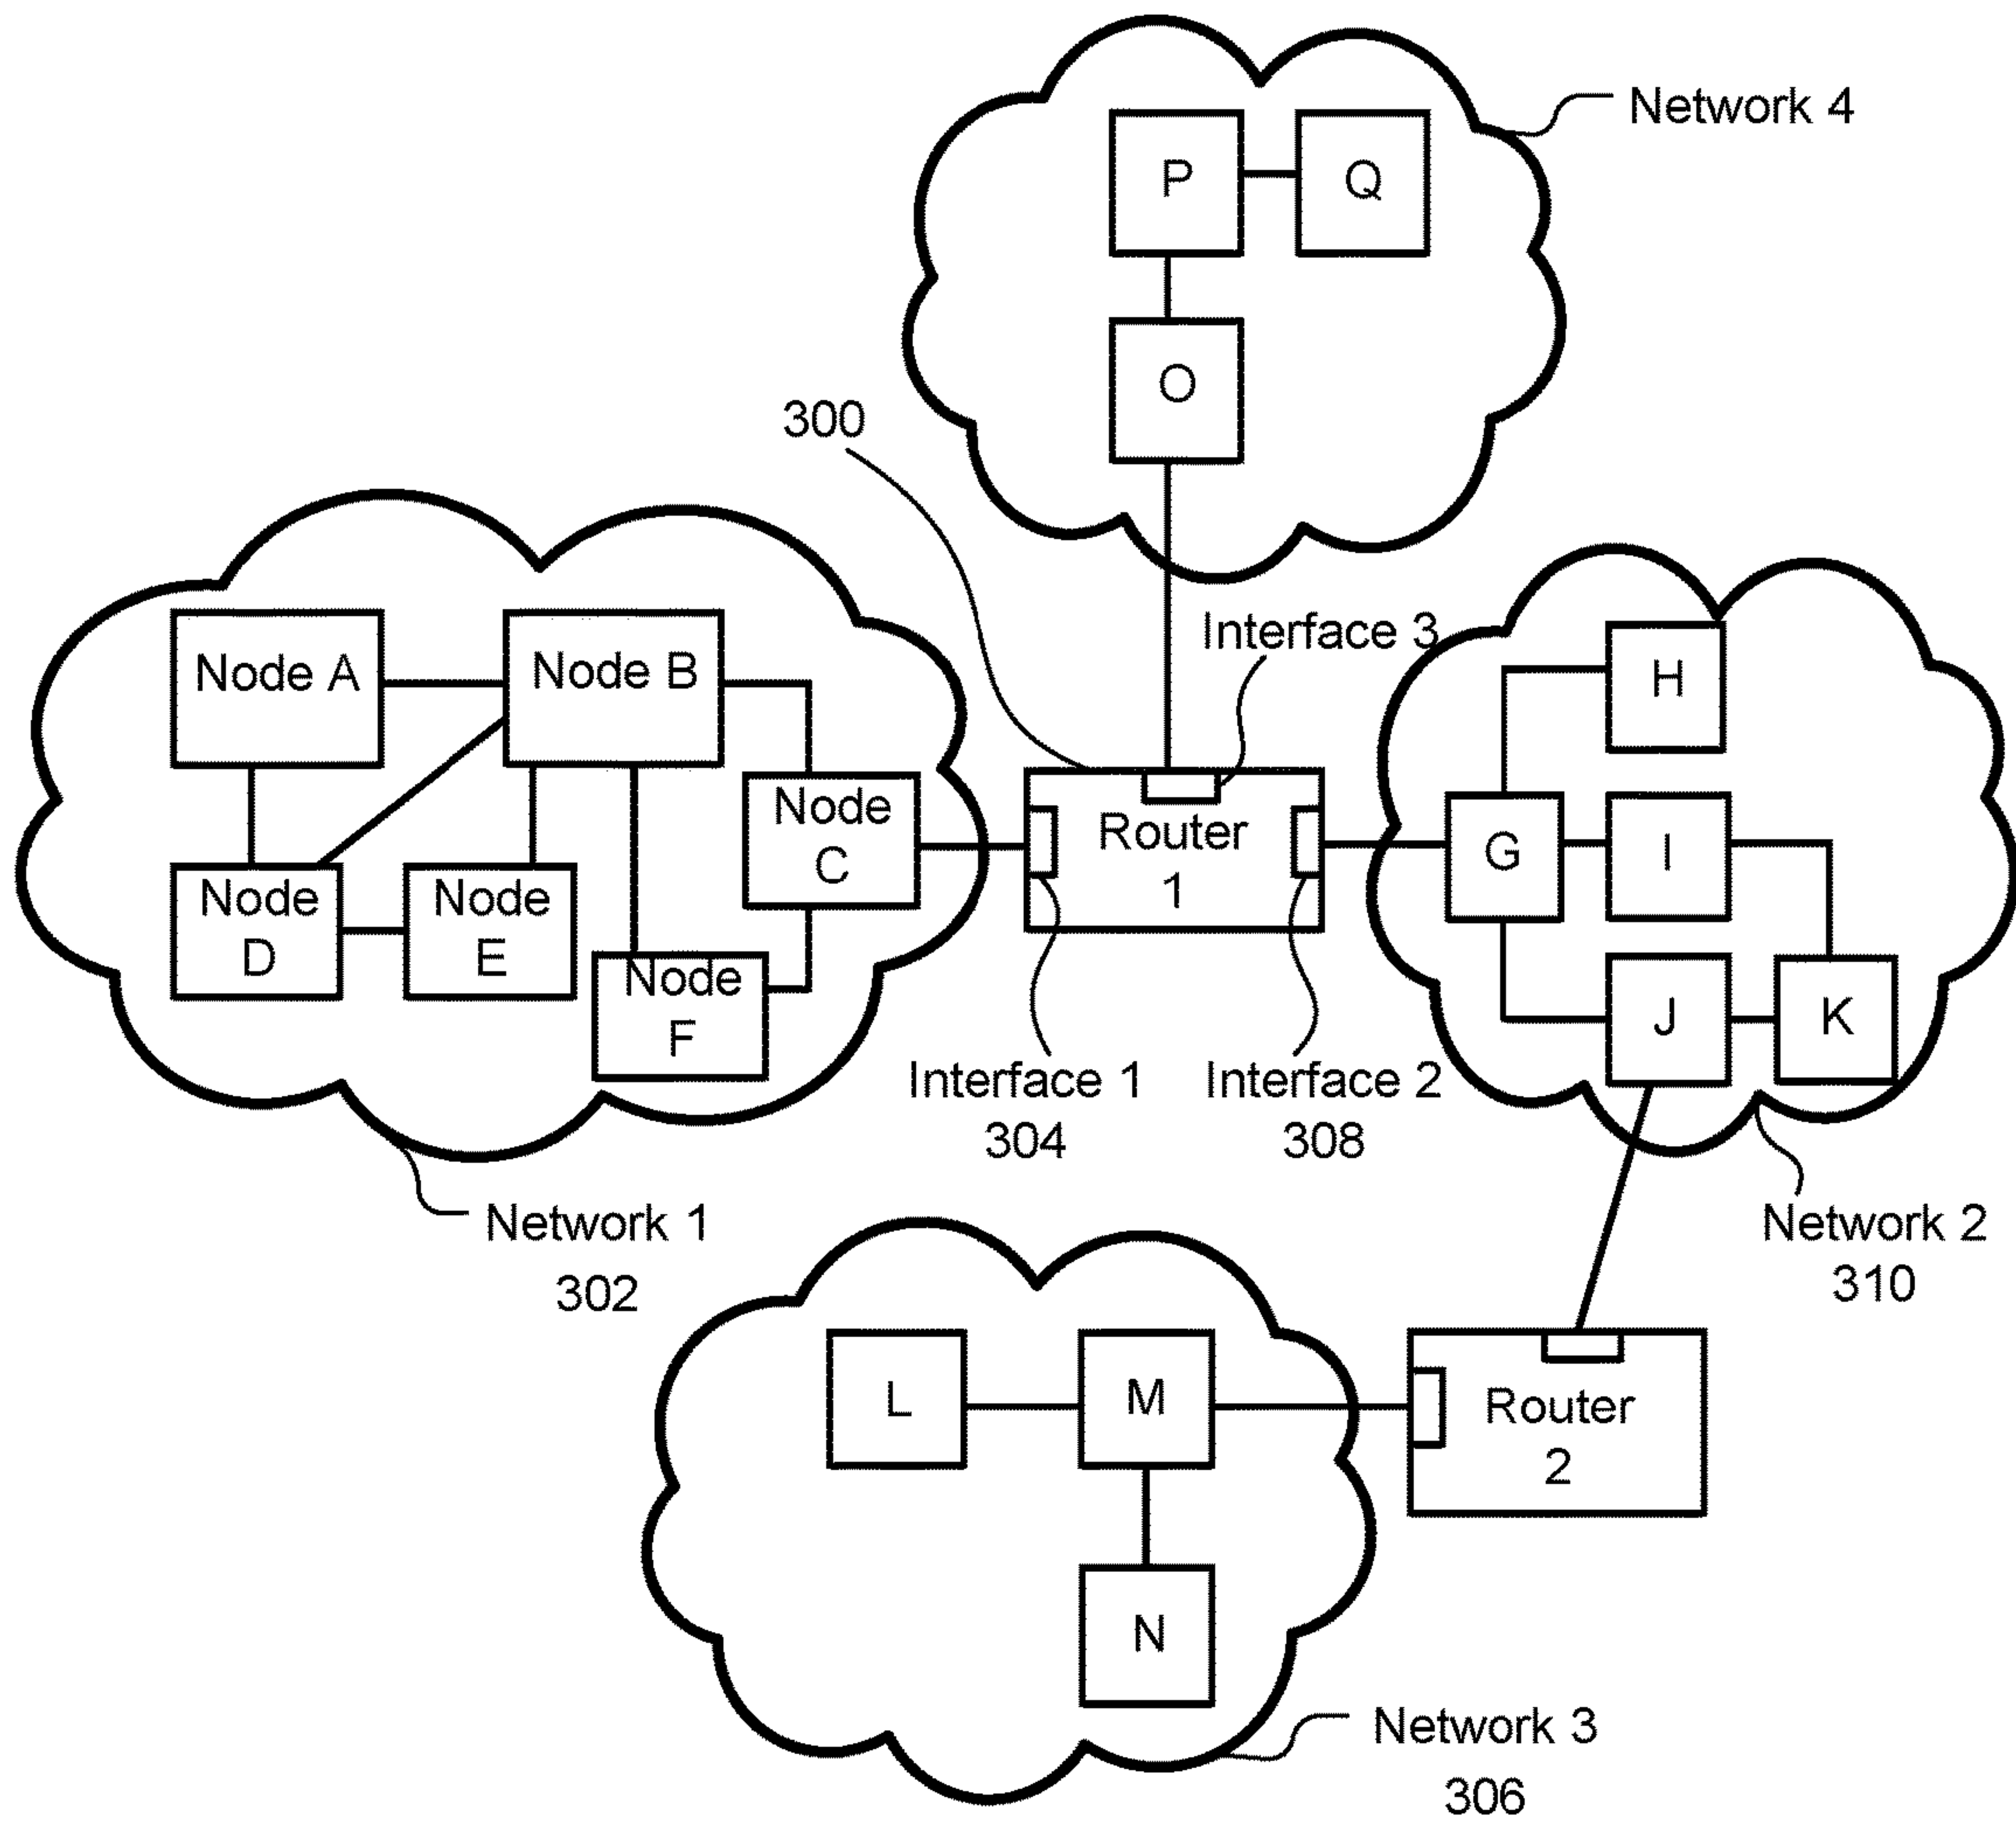 Network 4
P
Q
O
300
Interface 3
Node A
Node B
Node
C
Node
D
Node
E
Node
F
Router
1
H
G
I
J
K
Interface 1
304
Interface 2
308
Network 1
302
Network 2
310
L
M
N
Router
2
Network 3
306